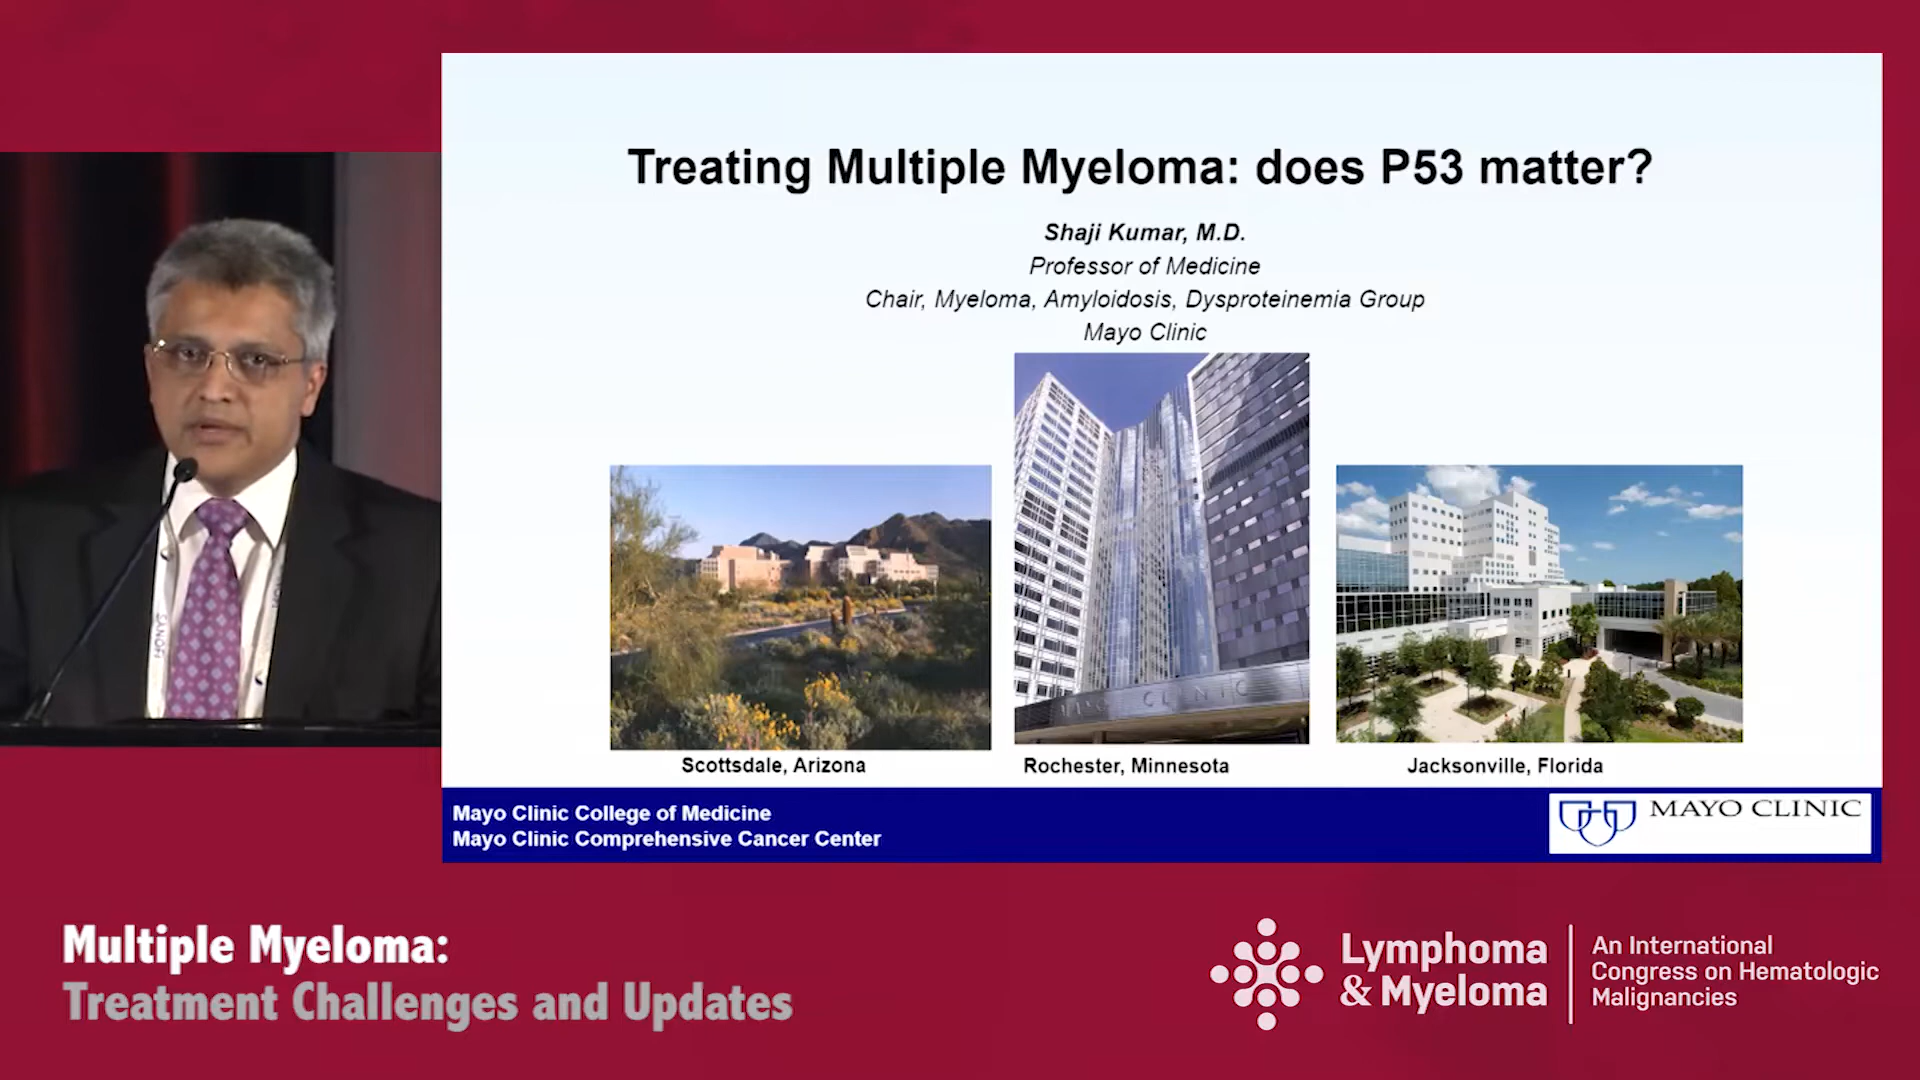 Treating Multiple Myeloma: does P53 matter?
Shaji Kumar, M.D.
Professor of Medicine
Chair, Myeloma, Amyloidosis, Dysproteinemia Group
Mayo Clinic
CLINIC
SANOFI
Scottsdale, Arizona
Rochester, Minnesota
Jacksonville, Florida
Mayo Clinic College of Medicine
Mayo Clinic Comprehensive Cancer Center
MAYO CLINIC
Multiple Myeloma:
Treatment Challenges and Updates
Lymphoma
& Myeloma
An International
Congress on Hematologic
Malignancies